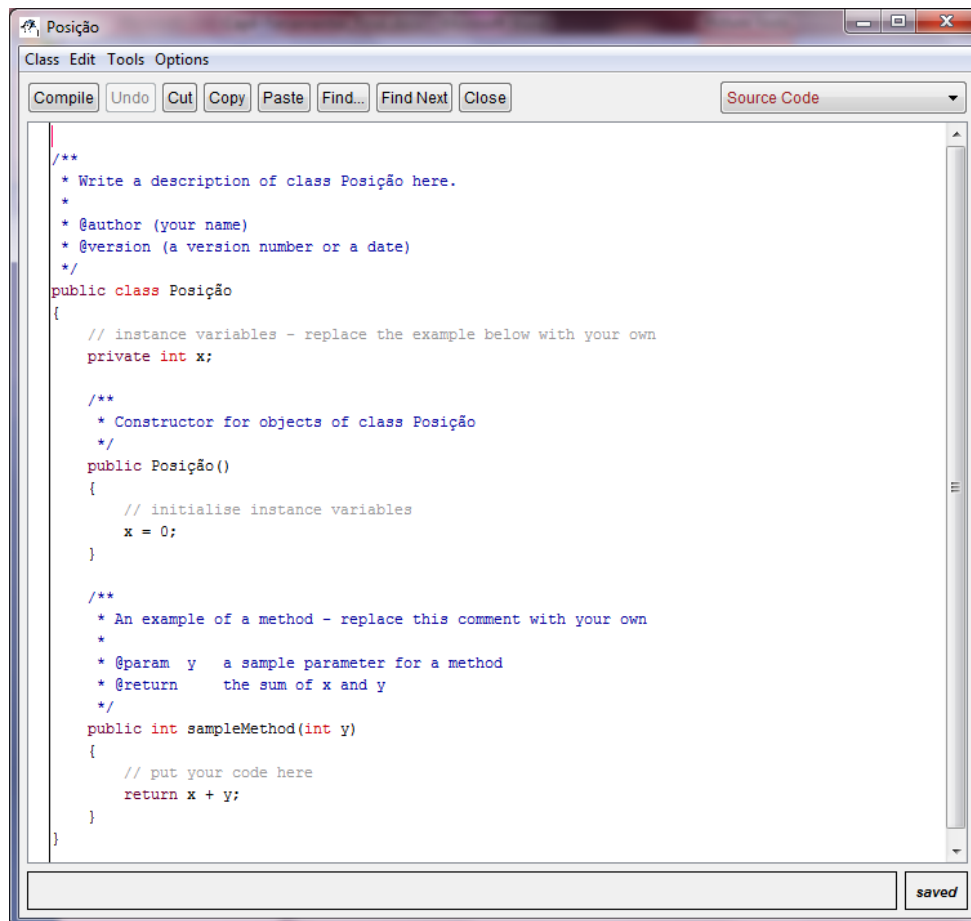 Posição
Class Edit Tools Options
Compile Undo Cut Copy Paste Find... Find Next Close Source Code
/**
 * Write a description of class Posição here.
 *
 * @author (your name)
 * @version (a version number or a date)
 */
public class Posição
{
    // instance variables - replace the example below with your own
    private int x;

    /**
     * Constructor for objects of class Posição
     */
    public Posição()
    {
        // initialise instance variables
        x = 0;
    }

    /**
     * An example of a method - replace this comment with your own
     *
     * @param  y   a sample parameter for a method
     * @return     the sum of x and y
     */
    public int sampleMethod(int y)
    {
        // put your code here
        return x + y;
    }
}
saved